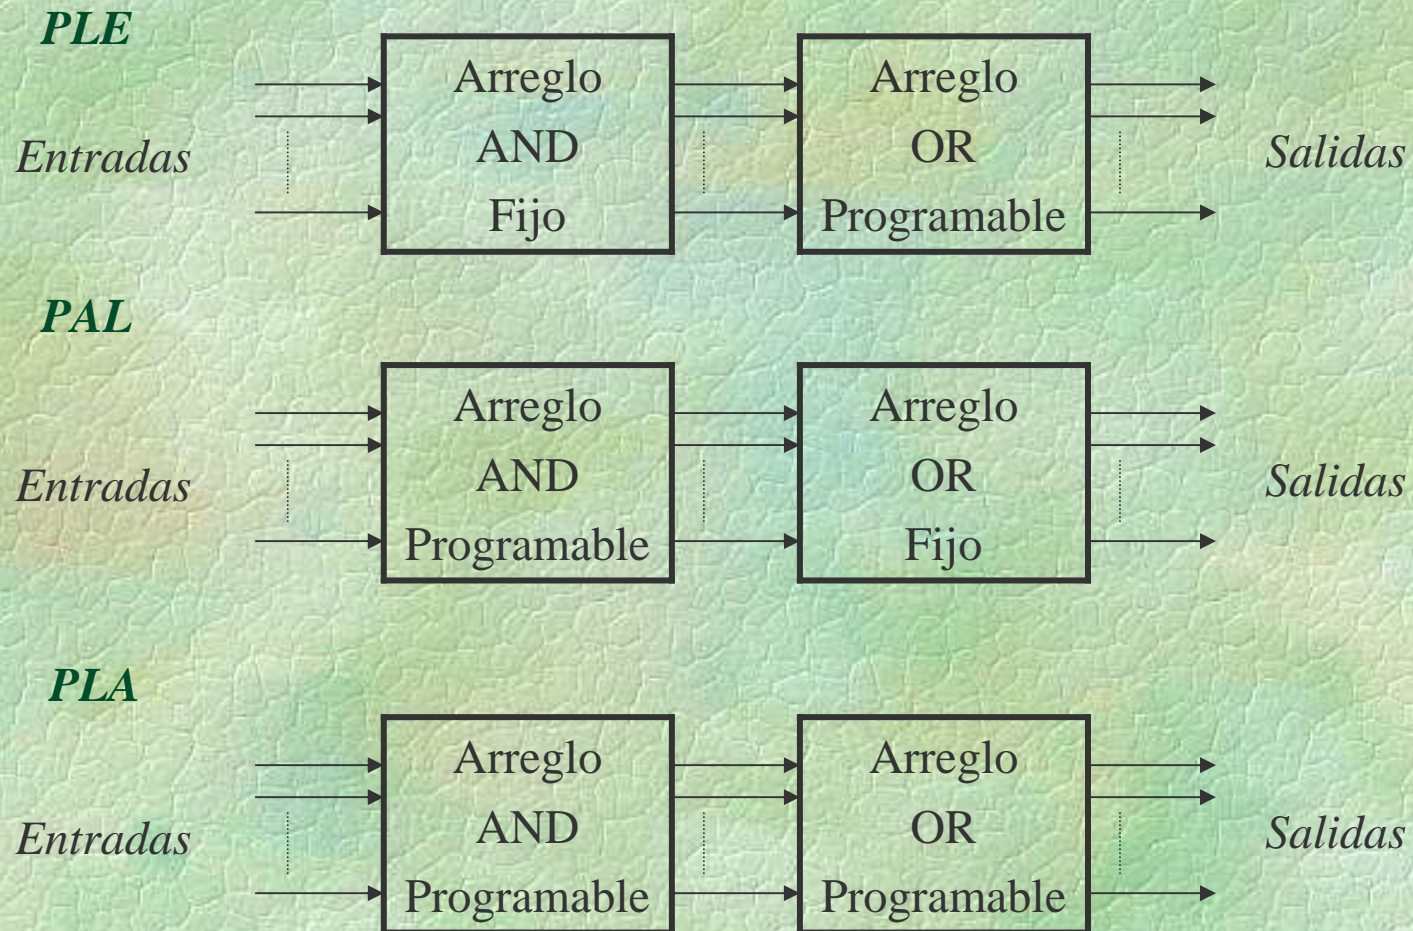 PLE
Entradas
Arreglo
AND
Fijo
Arreglo
OR
Programable
Salidas
PAL
Entradas
Arreglo
AND
Programable
Arreglo
OR
Fijo
Salidas
PLA
Entradas
Arreglo
AND
Programable
Arreglo
OR
Programable
Salidas